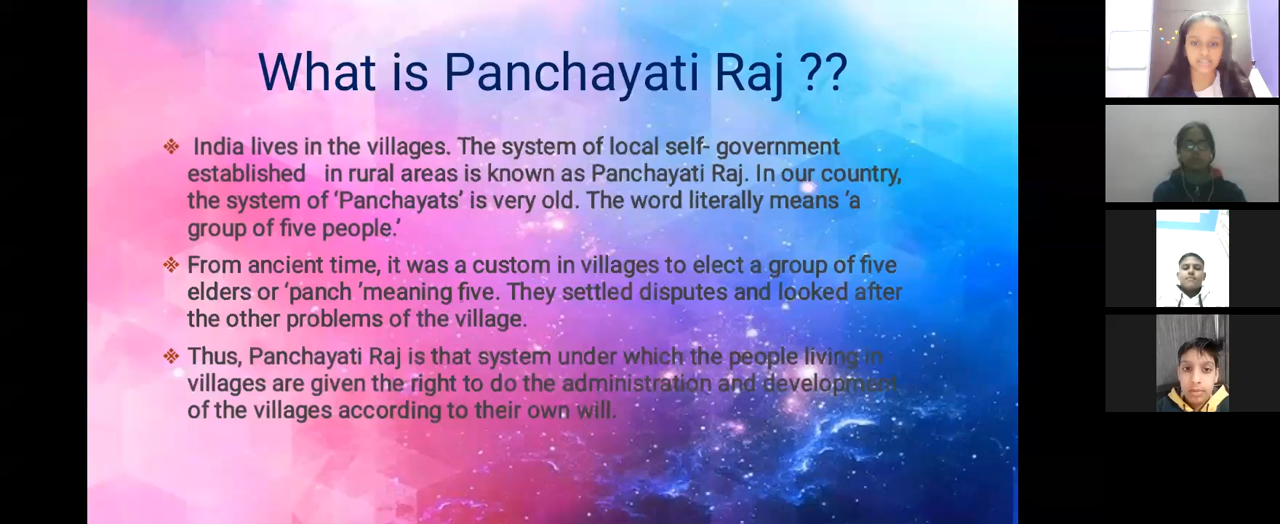 What is Panchayati Raj ??
❖ India lives in the villages. The system of local self- government
established   in rural areas is known as Panchayati Raj. In our country,
the system of ‘Panchayats’ is very old. The word literally means ‘a
group of five people.’
❖ From ancient time, it was a custom in villages to elect a group of five
elders or ‘panch ’meaning five. They settled disputes and looked after
the other problems of the village.
❖ Thus, Panchayati Raj is that system under which the people living in
villages are given the right to do the administration and development
of the villages according to their own will.